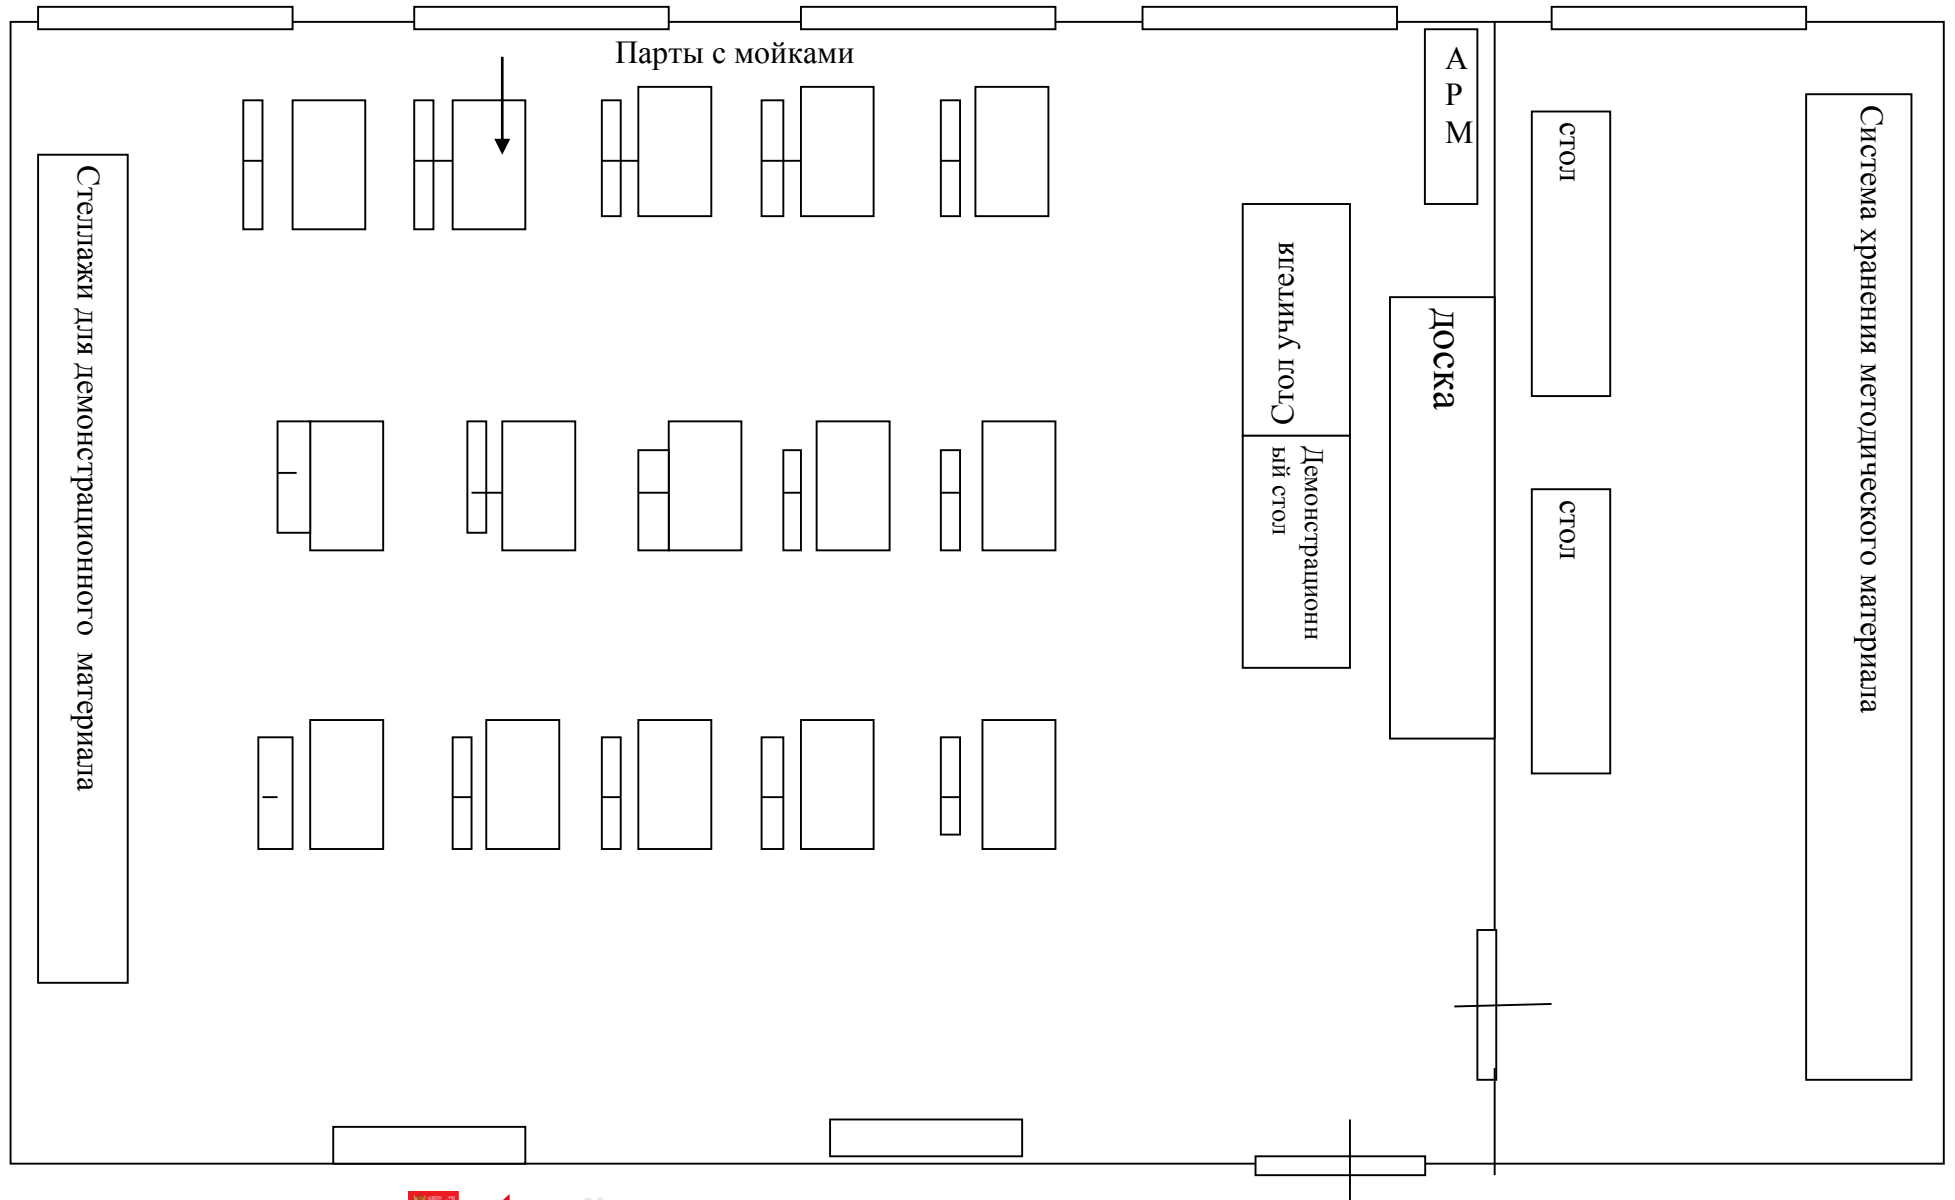 Парты с мойками
А
Р
М
Стеллажи для демонстрационного материала
Стол учителя
Демонстрационн
ый стол
доска
стол
стол
Система хранения методического материала